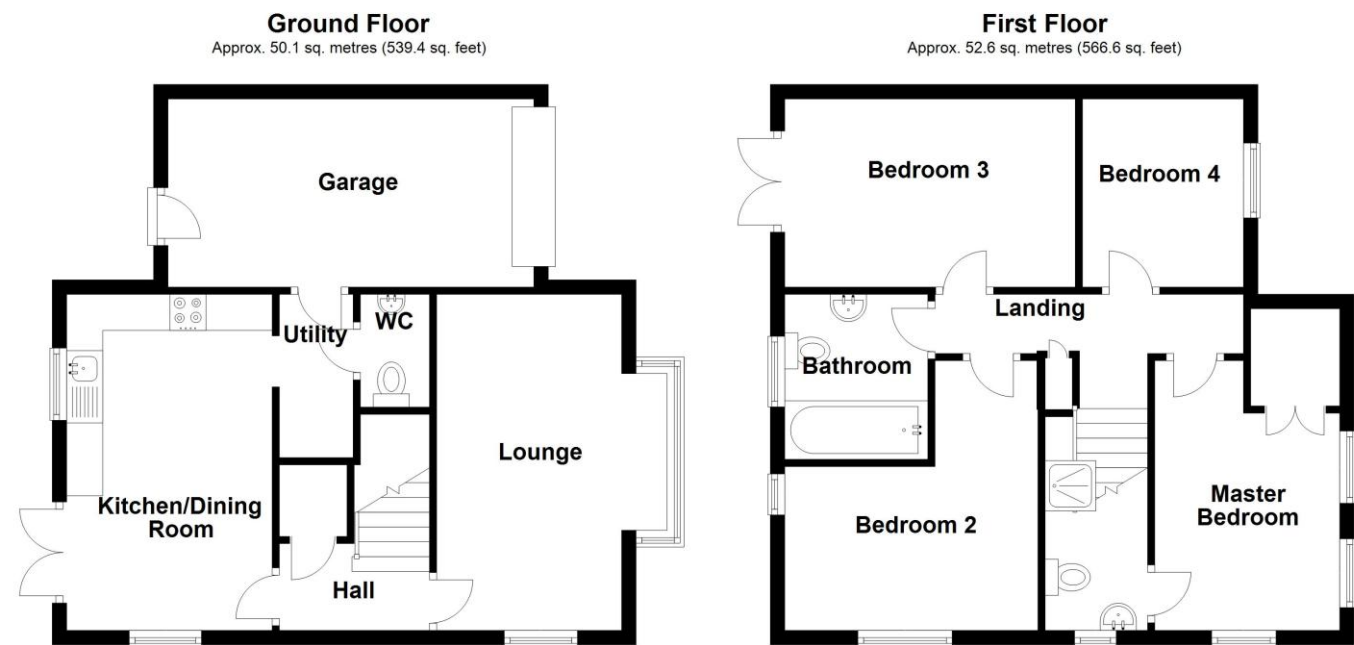 Ground Floor
Approx. 50.1 sq. metres (539.4 sq. feet)
Garage
Utility
WC
Lounge
Kitchen/Dining
Room
Hall
First Floor
Approx. 52.6 sq. metres (566.6 sq. feet)
Bedroom 3
Bedroom 4
Landing
Bathroom
Master
Bedroom
Bedroom 2